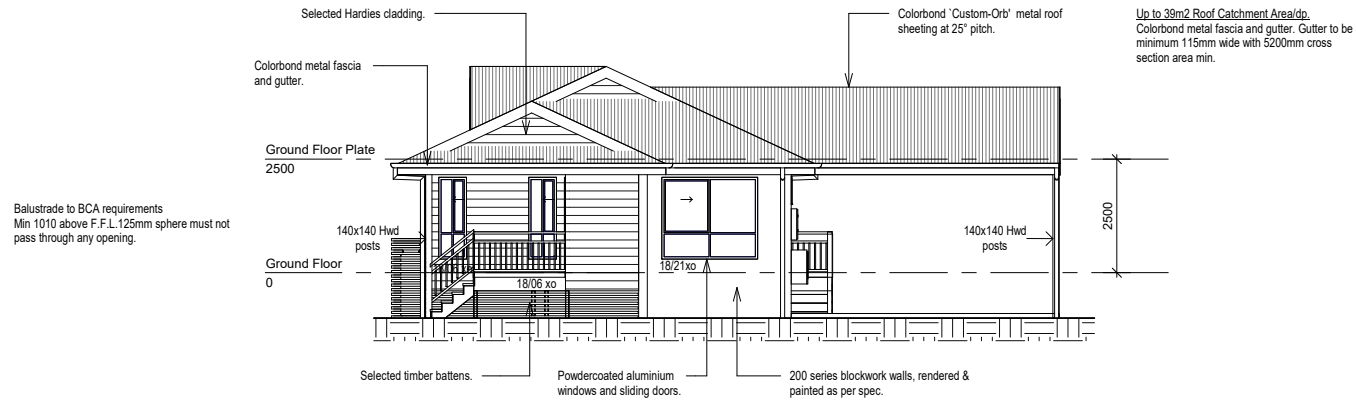 Selected Hardies cladding.
Colorbond `Custom-Orb' metal roof
sheeting at 25° pitch.
Up to 39m2 Roof Catchment Area/dp.
Colorbond metal fascia and gutter. Gutter to be
minimum 115mm wide with 5200mm cross
section area min.
Colorbond metal fascia
and gutter.
Ground Floor Plate
2500
Balustrade to BCA requirements
Min 1010 above F.F.L.125mm sphere must not
pass through any opening.
140x140 Hwd
posts
140x140 Hwd
posts
2500
Ground Floor
0
18/21xo
18/06 xo
Selected timber battens.
Powdercoated aluminium
windows and sliding doors.
200 series blockwork walls, rendered &
painted as per spec.